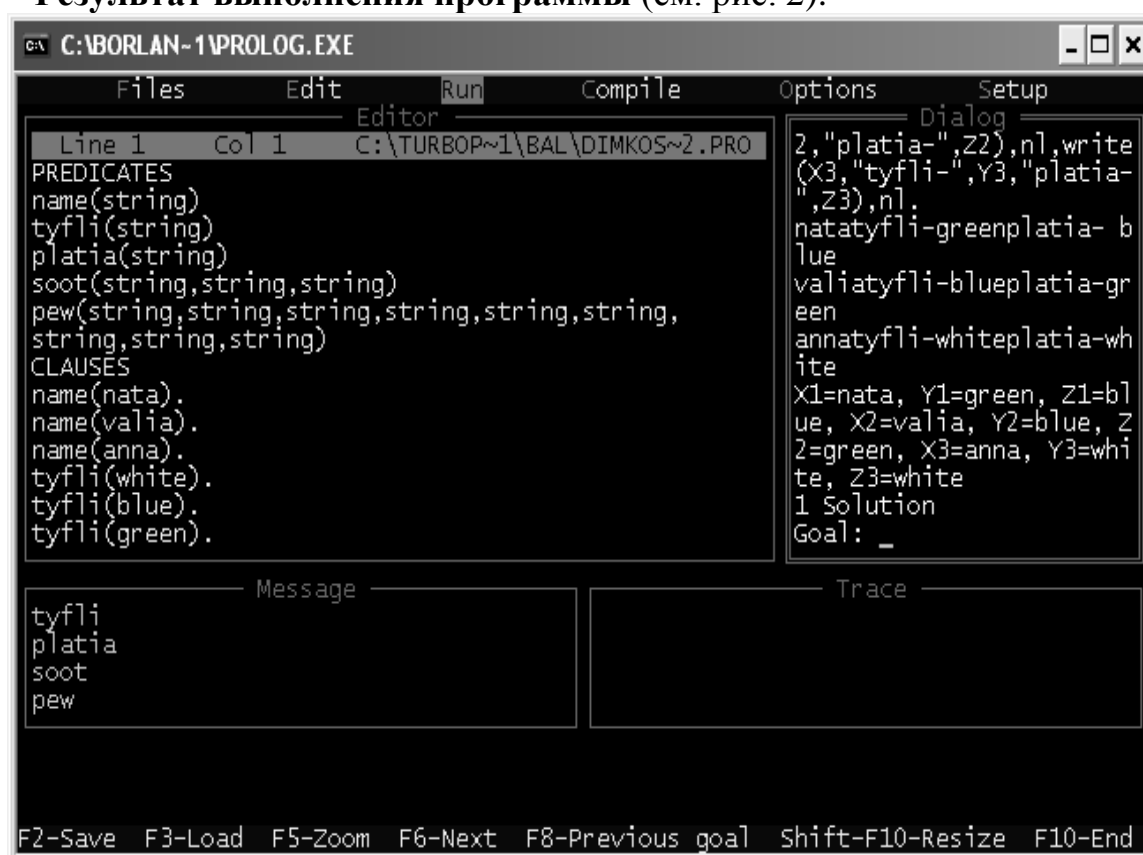 Результат выполнения программы (см. рис. 2):
C:\BORLAN~1\PROLOG.EXE
Files Edit Run Compile Options Setup
Editor
Line 1 Col 1 C:\TURBOP~1\BAL\DIMKOS~2.PRO
PREDICATES
name(string)
tyfli(string)
platia(string)
soot(string,string,string)
pew(string,string,string,string,string,string,
string,string,string)
CLAUSES
name(nata).
name(valia).
name(anna).
tyfli(white).
tyfli(blue).
tyfli(green).
Dialog
2,"platia-",Z2),nl,write
(X3,"tyfli-",Y3,"platia-
",Z3),nl.
natatyfli-greenplatia- b
lue
valiatyfli-blueplatia-gr
een
annatyfli-whiteplatia-wh
ite
X1=nata, Y1=green, Z1=bl
ue, X2=valia, Y2=blue, Z
2=green, X3=anna, Y3=whi
te, Z3=white
1 Solution
Goal: _
Message
tyfli
platia
soot
pew
Trace
F2-Save F3-Load F5-Zoom F6-Next F8-Previous goal Shift-F10-Resize F10-End